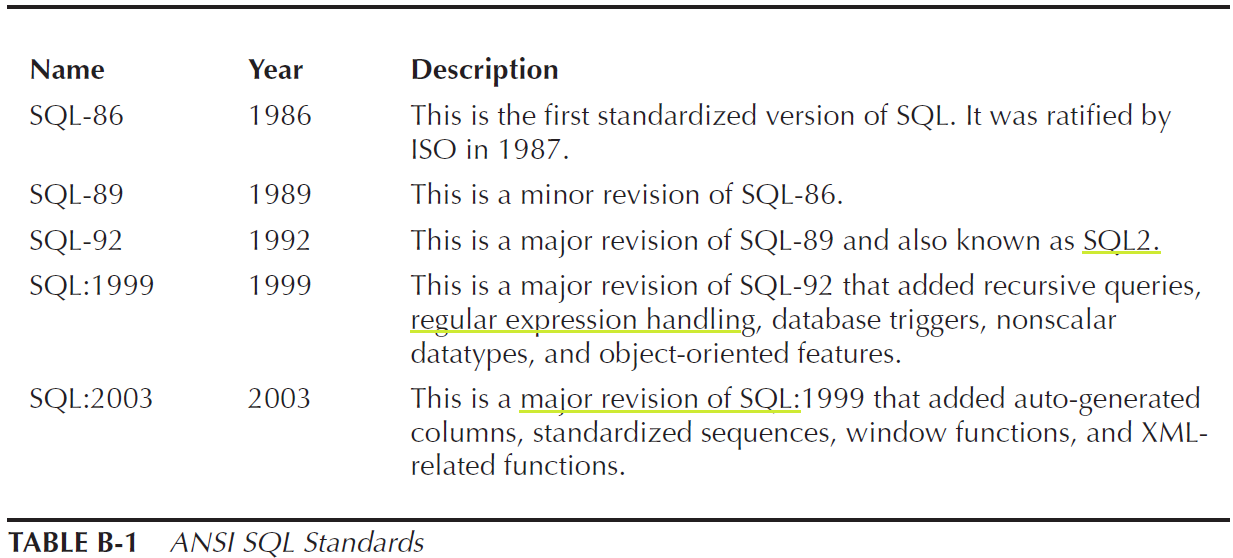 Name Year Description
SQL-86 1986 This is the first standardized version of SQL. It was ratified by
ISO in 1987.
SQL-89 1989 This is a minor revision of SQL-86.
SQL-92 1992 This is a major revision of SQL-89 and also known as SQL2.
SQL:1999 1999 This is a major revision of SQL-92 that added recursive queries,
regular expression handling, database triggers, nonscalar
datatypes, and object-oriented features.
SQL:2003 2003 This is a major revision of SQL:1999 that added auto-generated
columns, standardized sequences, window functions, and XML-
related functions.
TABLE B-1 ANSI SQL Standards